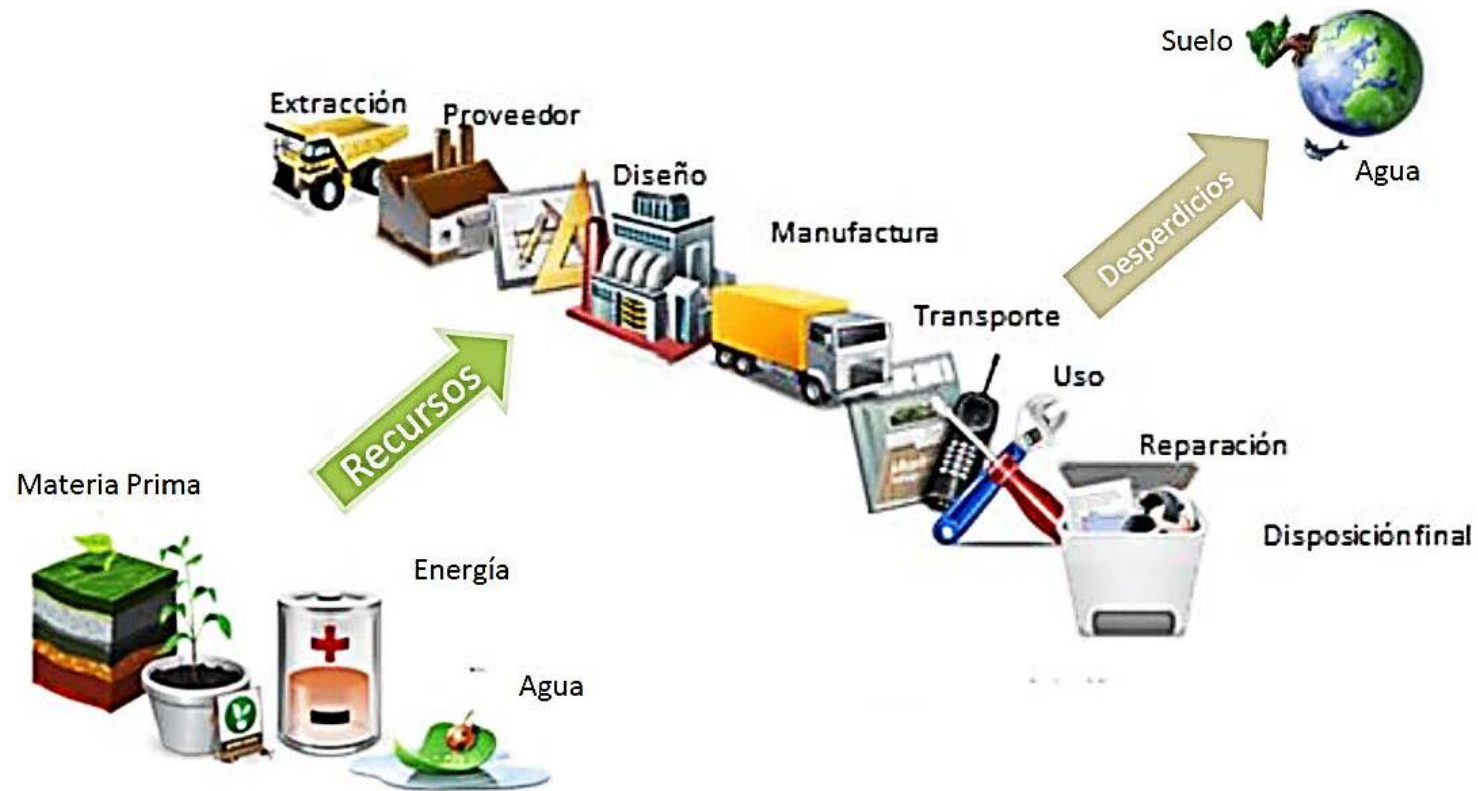 Suelo
Extracción
Proveedor
Agua
Diseño
Desperdicios
Manufactura
Transporte
Recursos
Uso
Reparación
Materia Prima
Disposición final
Energía
Agua